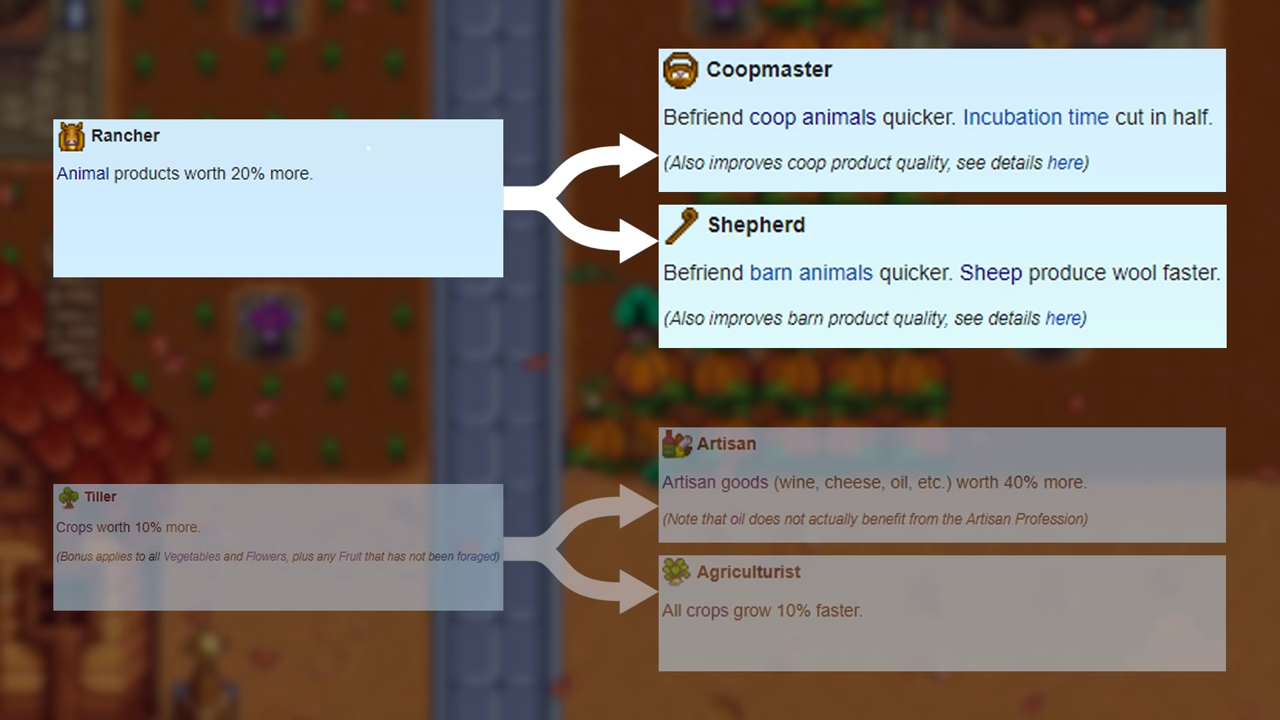 Rancher
Animal products worth 20% more.
Coopmaster
Befriend coop animals quicker. Incubation time cut in half.
(Also improves coop product quality, see details here)
Shepherd
Befriend barn animals quicker. Sheep produce wool faster.
(Also improves barn product quality, see details here)
Tiller
Crops worth 10% more.
(Bonus applies to all Vegetables and Flowers, plus any Fruit that has not been foraged)
Artisan
Artisan goods (wine, cheese, oil, etc.) worth 40% more.
(Note that oil does not actually benefit from the Artisan Profession)
Agriculturist
All crops grow 10% faster.